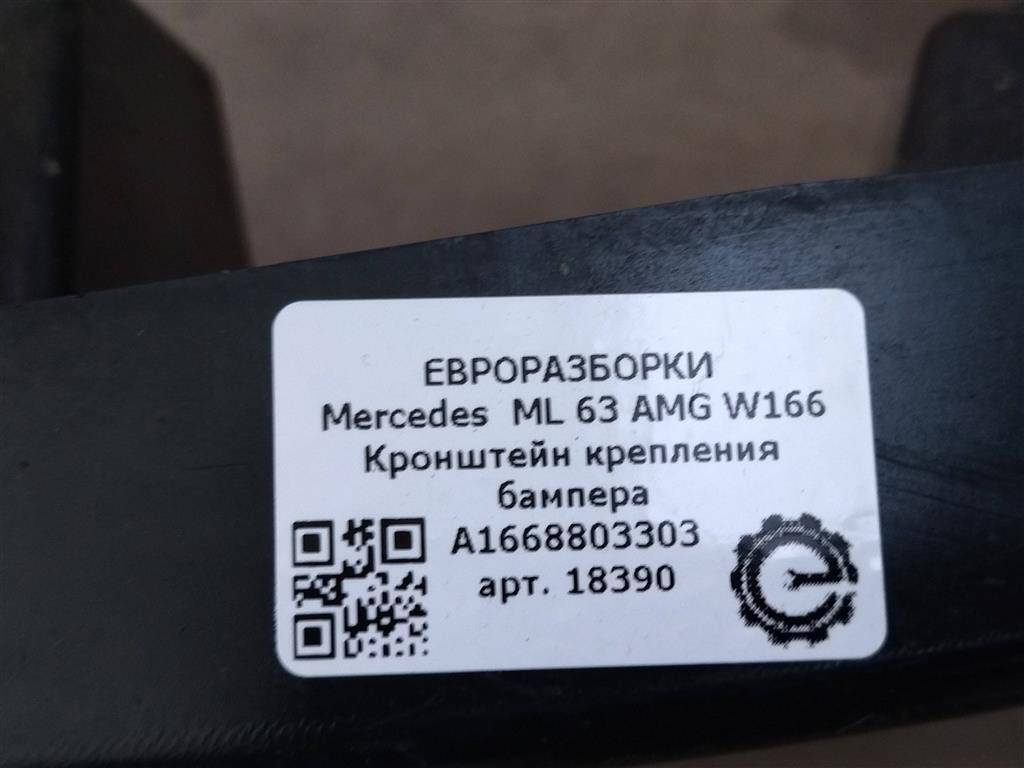 ЕВРОРАЗБОРКИ
Mercedes ML 63 AMG W166
Кронштейн крепления
бампера
A1668803303
арт. 18390